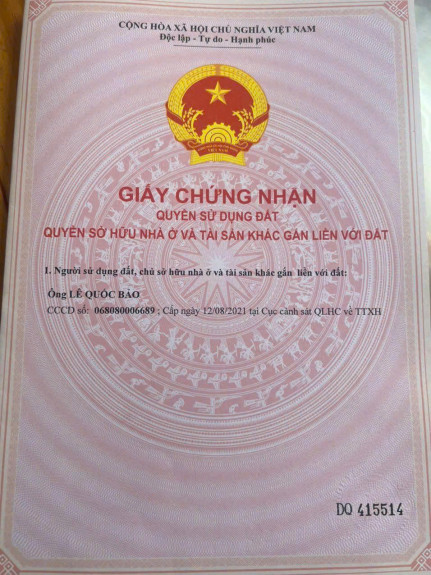 CỘNG HÒA XÃ HỘI CHỦ NGHĨA VIỆT NAM
Độc lập - Tự do - Hạnh phúc
VIỆT NAM
GIẤY CHỨNG NHẬN
QUYỀN SỬ DỤNG ĐẤT
QUYỀN SỞ HỮU NHÀ Ở VÀ TÀI SẢN KHÁC GẮN LIỀN VỚI ĐẤT
I. Người sử dụng đất, chủ sở hữu nhà ở và tài sản khác gắn liền với đất:
Ông LÊ QUỐC BẢO
CCCD số: 068080006689 ; Cấp ngày 12/08/2021 tại Cục cảnh sát QLHC về TTXH
DQ 415514